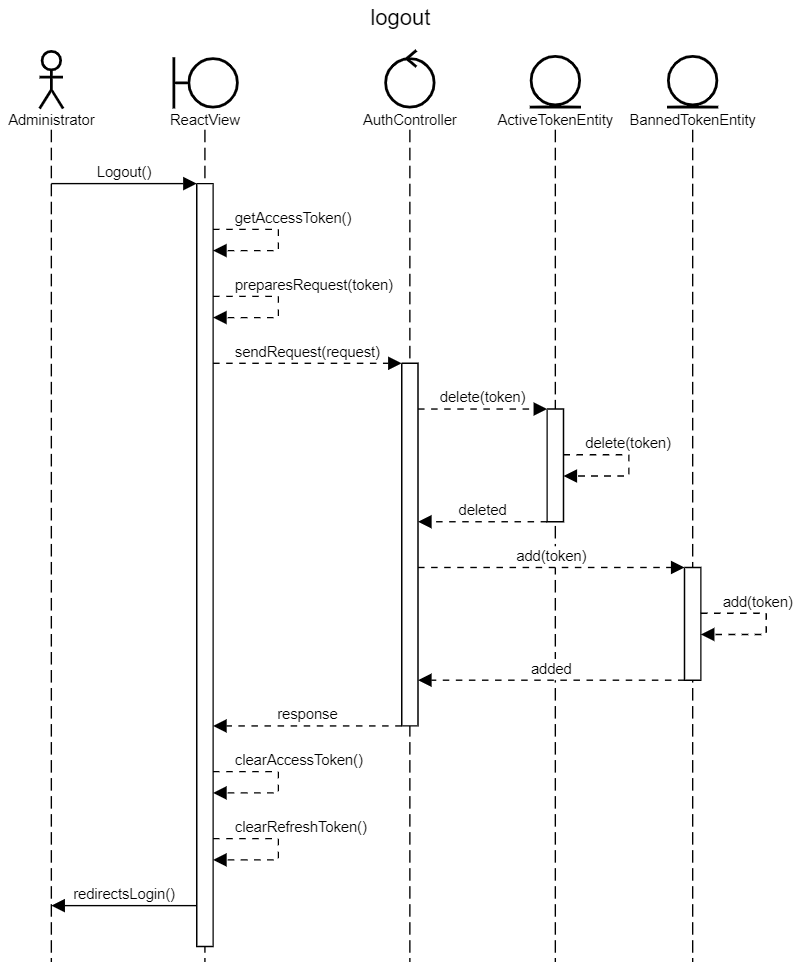 logout
Administrator
ReactView
AuthController
ActiveTokenEntity
BannedTokenEntity
Logout()
getAccessToken()
preparesRequest(token)
sendRequest(request)
delete(token)
delete(token)
deleted
add(token)
add(token)
added
response
clearAccessToken()
clearRefreshToken()
redirectsLogin()